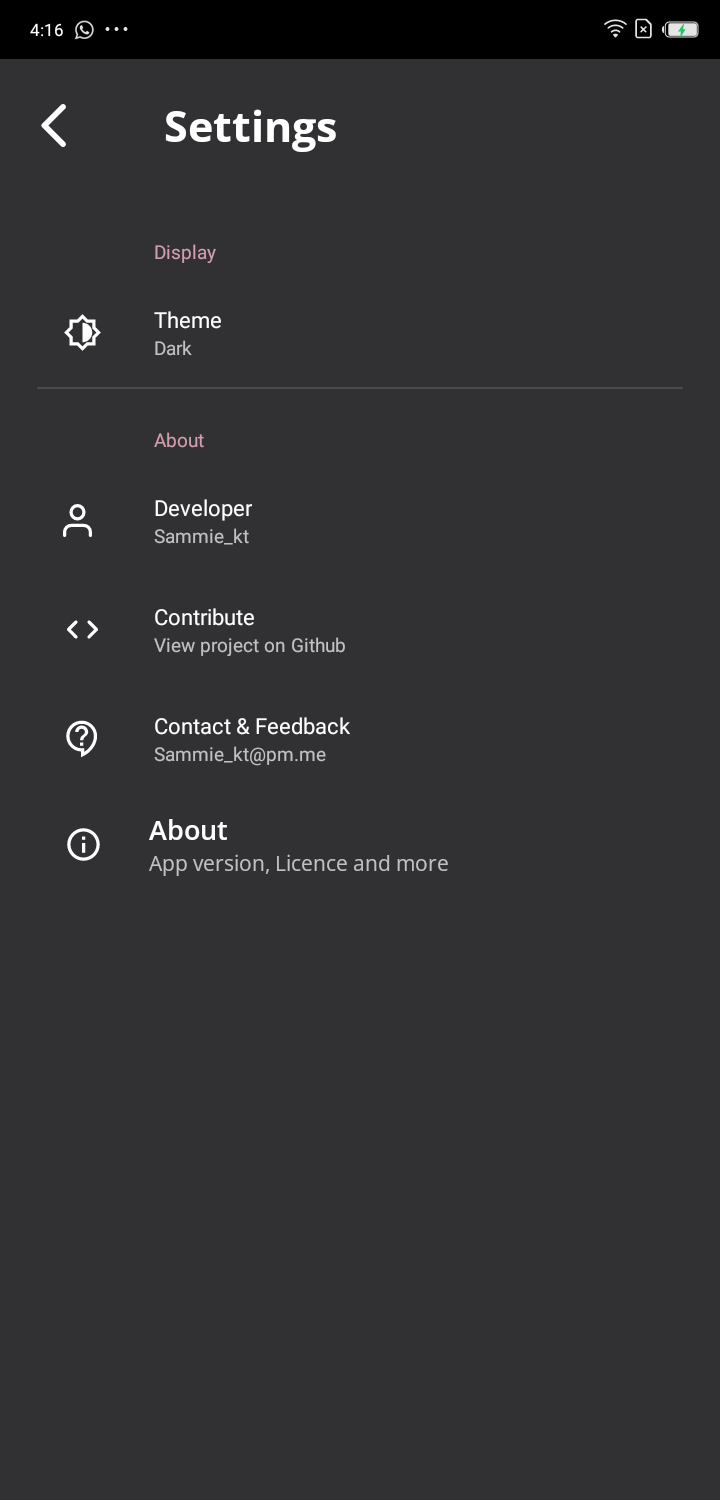 4:16
Settings
Display
Theme
Dark
About
Developer
Sammie_kt
Contribute
View project on Github
Contact & Feedback
Sammie_kt@pm.me
About
App version, Licence and more